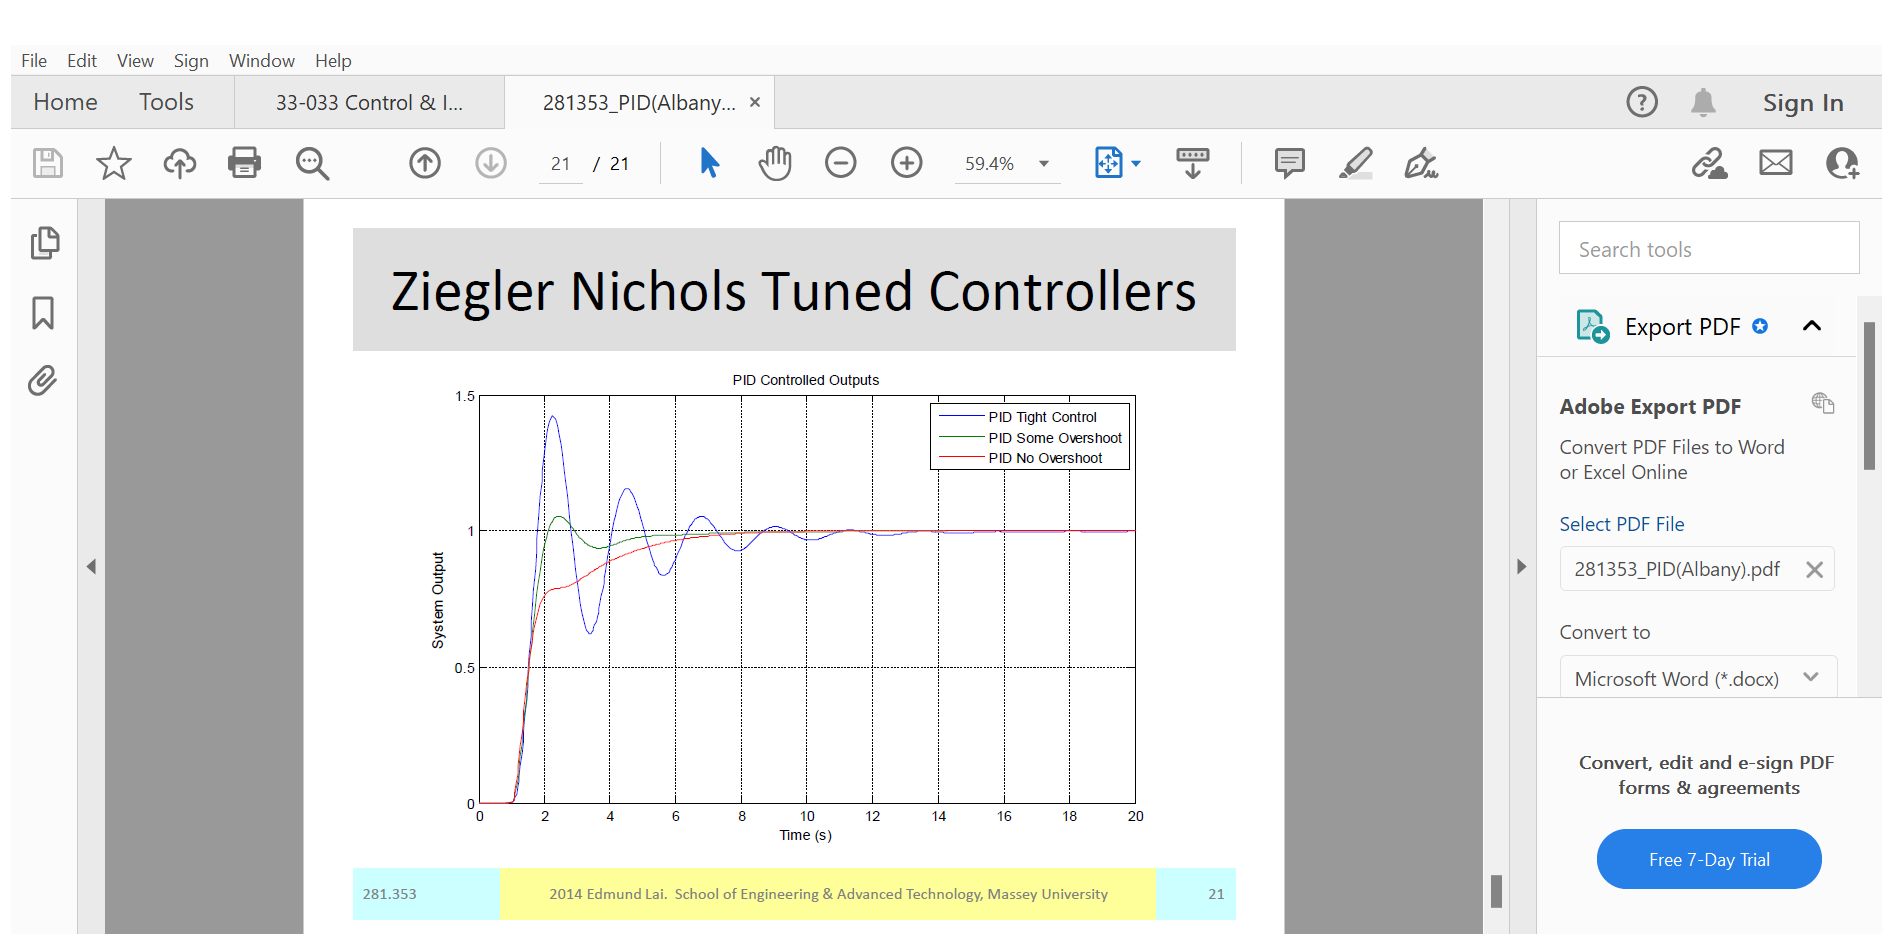 File Edit View Sign Window Help
Home Tools 33-033 Control & I... 281353_PID(Albany... × Sign In
21 / 21 59.4%
Search tools
Ziegler Nichols Tuned Controllers
Export PDF
Adobe Export PDF
Convert PDF Files to Word
or Excel Online
Select PDF File
281353_PID(Albany).pdf
Convert to
Microsoft Word (*.docx)
Convert, edit and e-sign PDF
forms & agreements
Free 7-Day Trial
PID Controlled Outputs
1.5
PID Tight Control
PID Some Overshoot
PID No Overshoot
1
System Output
0.5
0
0 2 4 6 8 10 12 14 16 18 20
Time (s)
281.353 2014 Edmund Lai. School of Engineering & Advanced Technology, Massey University 21